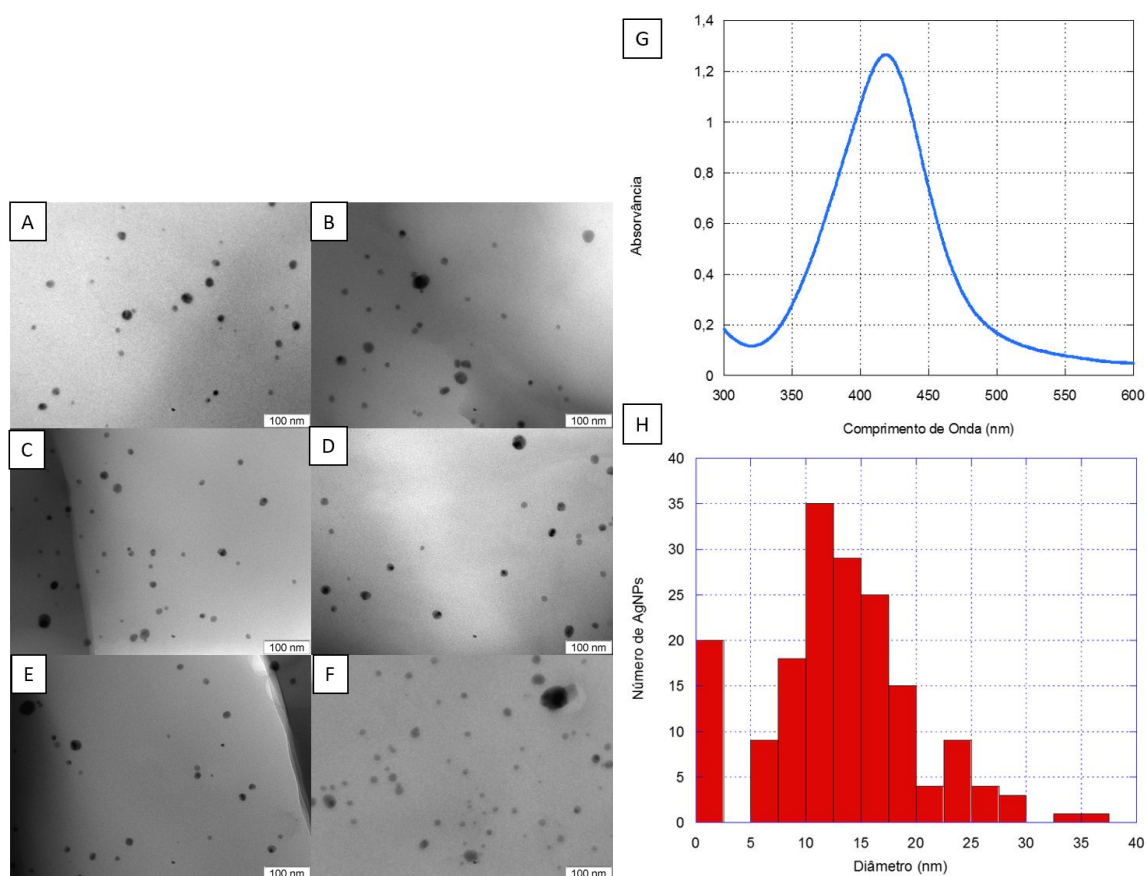 A
100 nm
B
100 nm
C
100 nm
D
100 nm
E
100 nm
F
100 nm
G
1,4
1,2
1
0,8
0,6
0,4
0,2
0
300 350 400 450 500 550 600
Absorvância
Comprimento de Onda (nm)
H
40
35
30
25
20
15
10
5
0
0 5 10 15 20 25 30 35 40
Número de AgNPs
Diâmetro (nm)